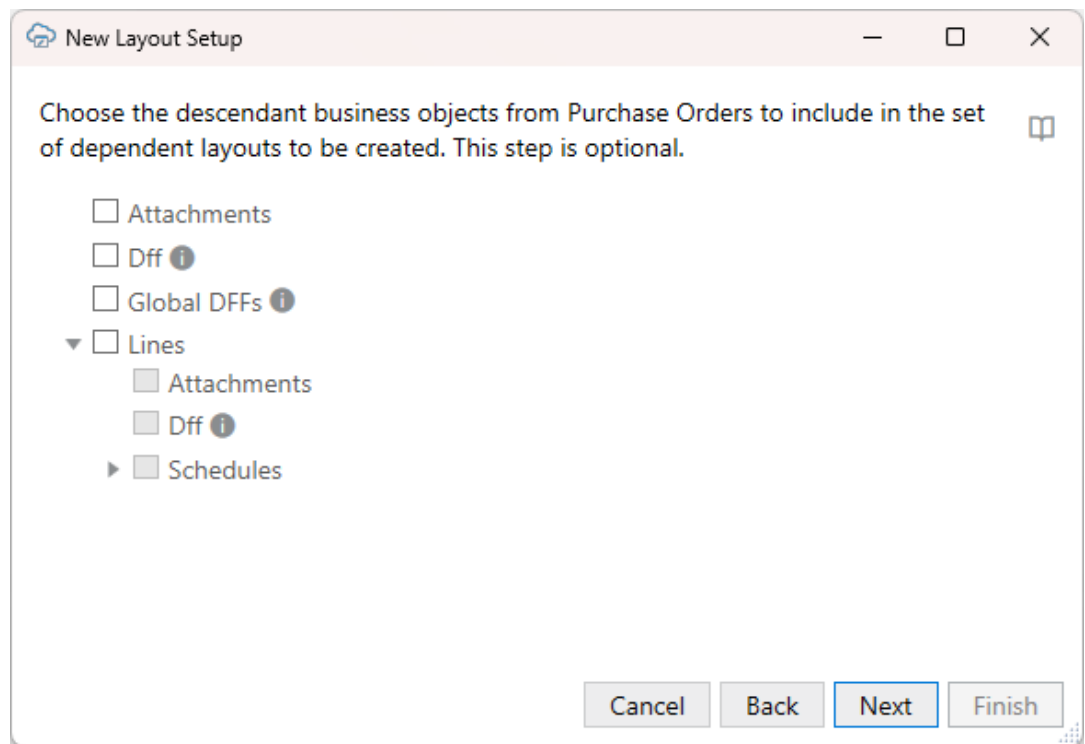 New Layout Setup
Choose the descendant business objects from Purchase Orders to include in the set
of dependent layouts to be created. This step is optional.
Attachments
Dff
Global DFFs
Lines
Attachments
Dff
Schedules
Cancel Back Next Finish